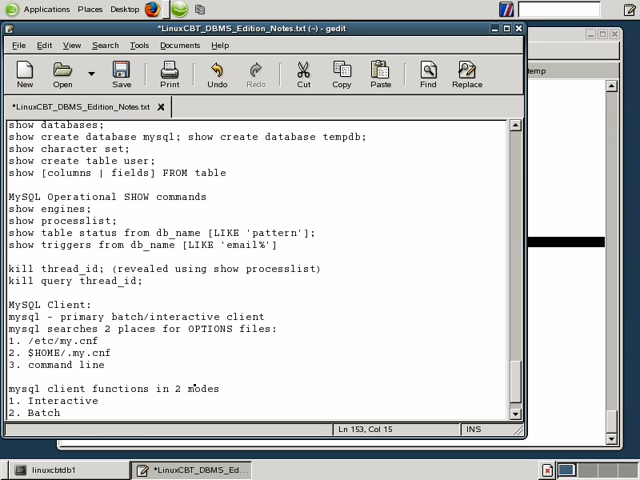 Applications Places Desktop
*LinuxCBT_DBMS_Edition_Notes.txt (~) - gedit
File Edit View Search Tools Documents Help
New Open Save Print Undo Redo Cut Copy Paste Find Replace
temp
*LinuxCBT_DBMS_Edition_Notes.txt
show databases;
show create database mysql; show create database tempdb;
show character set;
show create table user;
show [columns | fields] FROM table
MySQL Operational SHOW commands
show engines;
show processlist;
show table status from db_name [LIKE 'pattern'];
show triggers from db_name [LIKE 'email%']
kill thread_id; (revealed using show processlist)
kill query thread_id;
MySQL Client:
mysql - primary batch/interactive client
mysql searches 2 places for OPTIONS files:
1. /etc/my.cnf
2. $HOME/.my.cnf
3. command line
mysql client functions in 2 modes
1. Interactive
2. Batch
Ln 153, Col 15 INS
linuxcbtdb1 *LinuxCBT_DBMS_Ed...